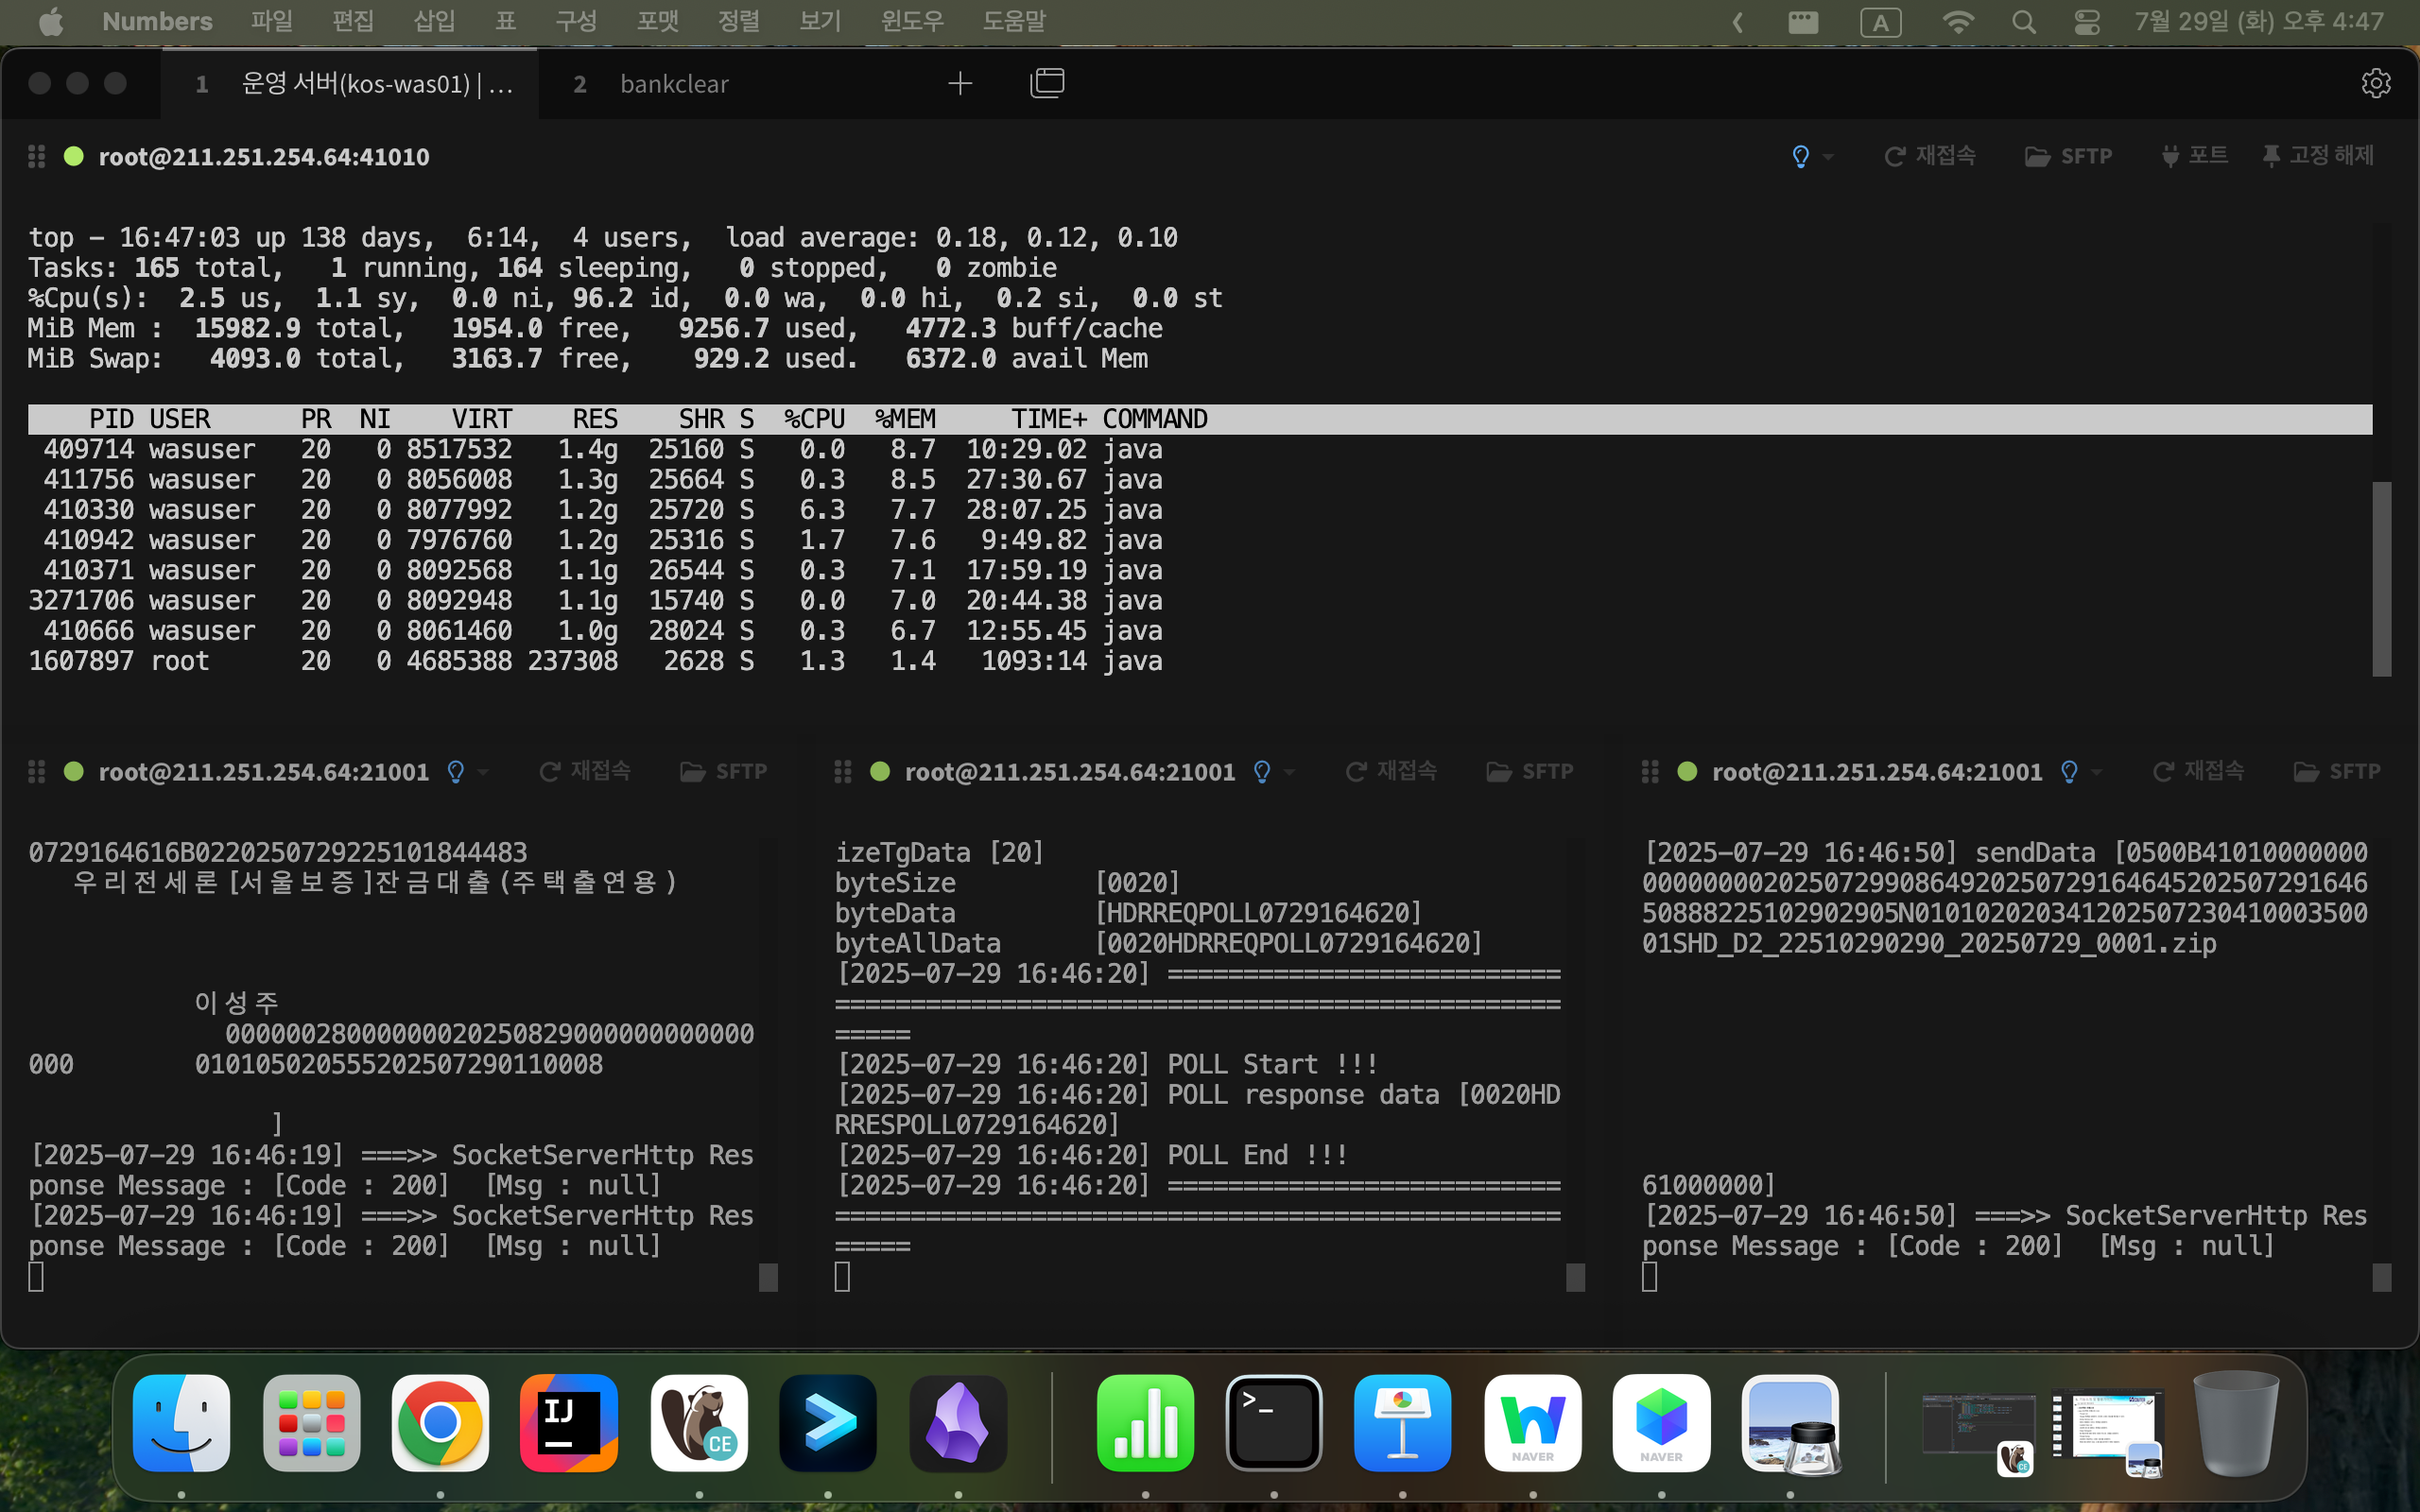 Numbers 파일 편집 삽입 표 구성 포맷 정렬 보기 윈도우 도움말 A 7월 29일 (화) 오후 4:47
1 운영 서버(kos-was01) | ... 2 bankclear
root@211.251.254.64:41010 재접속 SFTP 포트 고정 해제
top - 16:47:03 up 138 days,  6:14,  4 users,  load average: 0.18, 0.12, 0.10
Tasks: 165 total,   1 running, 164 sleeping,   0 stopped,   0 zombie
%Cpu(s):  2.5 us,  1.1 sy,  0.0 ni, 96.2 id,  0.0 wa,  0.0 hi,  0.2 si,  0.0 st
MiB Mem :  15982.9 total,   1954.0 free,   9256.7 used,   4772.3 buff/cache
MiB Swap:   4093.0 total,   3163.7 free,    929.2 used.   6372.0 avail Mem
PID USER      PR  NI    VIRT    RES    SHR S  %CPU  %MEM     TIME+ COMMAND
409714 wasuser   20   0 8517532   1.4g  25160 S   0.0   8.7  10:29.02 java
411756 wasuser   20   0 8056008   1.3g  25664 S   0.3   8.5  27:30.67 java
410330 wasuser   20   0 8077992   1.2g  25720 S   6.3   7.7  28:07.25 java
410942 wasuser   20   0 7976760   1.2g  25316 S   1.7   7.6   9:49.82 java
410371 wasuser   20   0 8092568   1.1g  26544 S   0.3   7.1  17:59.19 java
3271706 wasuser   20   0 8092948   1.1g  15740 S   0.0   7.0  20:44.38 java
410666 wasuser   20   0 8061460   1.0g  28024 S   0.3   6.7  12:55.45 java
1607897 root      20   0 4685388 237308   2628 S   1.3   1.4   1093:14 java
root@211.251.254.64:21001 재접속 SFTP
0729164616B0220250729225101844483
우리전세론 [서울보증]잔금대출(주택출연용)
이성주
00000028000000020250829000000000000
000        010105020555202507290110008
]
[2025-07-29 16:46:19] ===>> SocketServerHttp Res
ponse Message : [Code : 200]  [Msg : null]
[2025-07-29 16:46:19] ===>> SocketServerHttp Res
ponse Message : [Code : 200]  [Msg : null]
root@211.251.254.64:21001 재접속 SFTP
izeTgData [20]
byteSize         [0020]
byteData         [HDRREQPOLL0729164620]
byteAllData      [0020HDRREQPOLL0729164620]
[2025-07-29 16:46:20] ==========================
================================================
=====
[2025-07-29 16:46:20] POLL Start !!!
[2025-07-29 16:46:20] POLL response data [0020HD
RRESPOLL0729164620]
[2025-07-29 16:46:20] POLL End !!!
[2025-07-29 16:46:20] ==========================
================================================
=====
root@211.251.254.64:21001 재접속 SFTP
[2025-07-29 16:46:50] sendData [0500B41010000000
000000002025072990864920250729164645202507291646
50888225102902905N010102020341202507230410003500
01SHD_D2_22510290290_20250729_0001.zip
61000000]
[2025-07-29 16:46:50] ===>> SocketServerHttp Res
ponse Message : [Code : 200]  [Msg : null]
IJ CE >_ NAVER NAVER CE